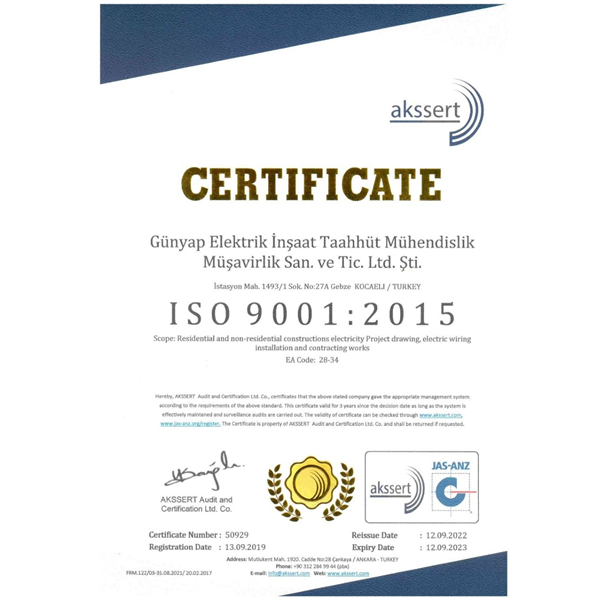 akssert
CERTIFICATE
Günyap Elektrik İnşaat Taahhüt Mühendislik
Müşavirlik San. ve Tic. Ltd. Şti.
İstasyon Mah. 1493/1 Sok. No:27A Gebze KOCAELİ / TURKEY
ISO 9001:2015
Scope: Residential and non-residential constructions electricity Project drawing, electric wiring
installation and contracting works
EA Code: 28-34
Hereby, AKSSERT Audit and Certification Ltd. Co., certificates that the above stated company gave the appropriate management system
according to the requirements of the above standard. This certificate valid for 3 years since the decision date as long as the system is
effectively maintained and surveillance audits are carried out. The validity of certificate can be checked through www.akssert.com.
www.jas-anz.org/register. The Certificate is property of AKSSERT Audit and Certification Ltd. Co. and shall be returned if requested.
AKSSERT Audit and
Certification Ltd. Co.
akssert
JAS-ANZ
Certificate Number : 50929
Registration Date : 13.09.2019
Reissue Date : 12.09.2022
Expiry Date : 12.09.2023
Address: Mutlukent Mah. 1920. Cadde No:28 Çankaya / ANKARA - TURKEY
Phone: +90 312 284 99 44 (pbx)
E-mail: info@akssert.com Web: www.akssert.com
FRM.122/03-31.08.2021/ 20.02.2017